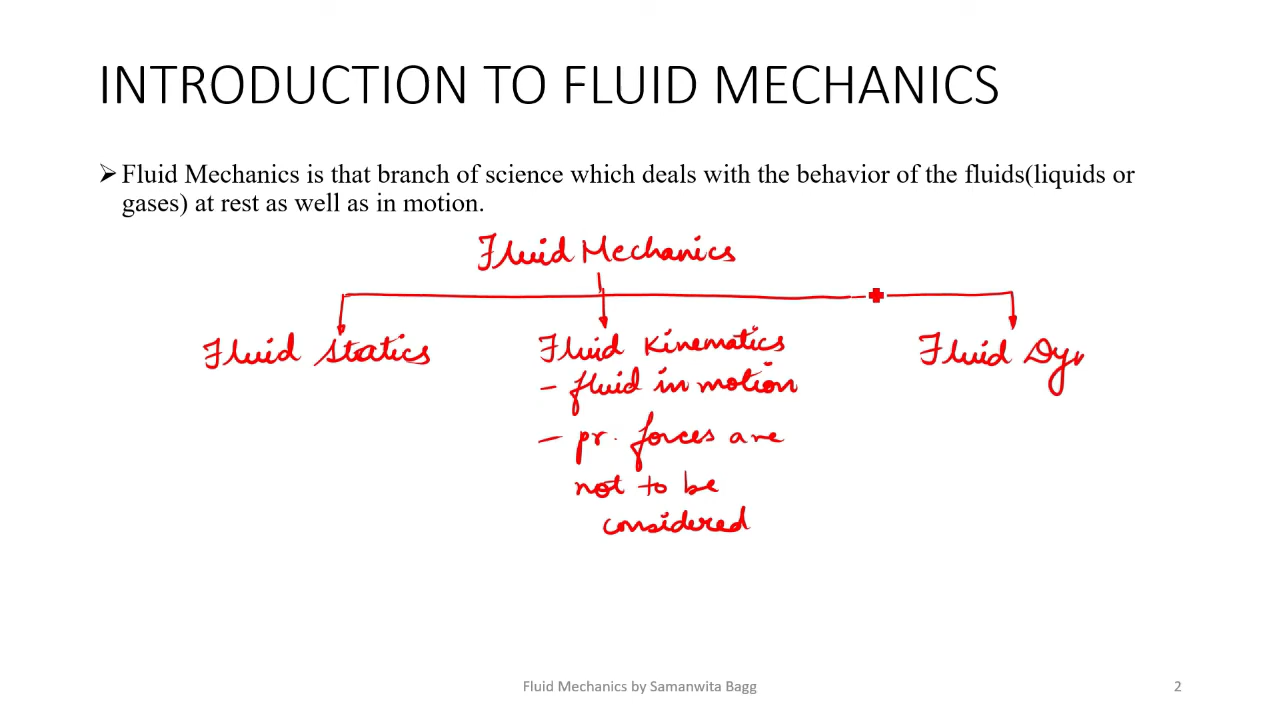 INTRODUCTION TO FLUID MECHANICS
➢ Fluid Mechanics is that branch of science which deals with the behavior of the fluids(liquids or
gases) at rest as well as in motion.
Fluid Mechanics
Fluid Statics
Fluid Kinematics
- fluid in motion
- pr. forces are
not to be
considered
Fluid Dyn
Fluid Mechanics by Samanwita Bagg
2